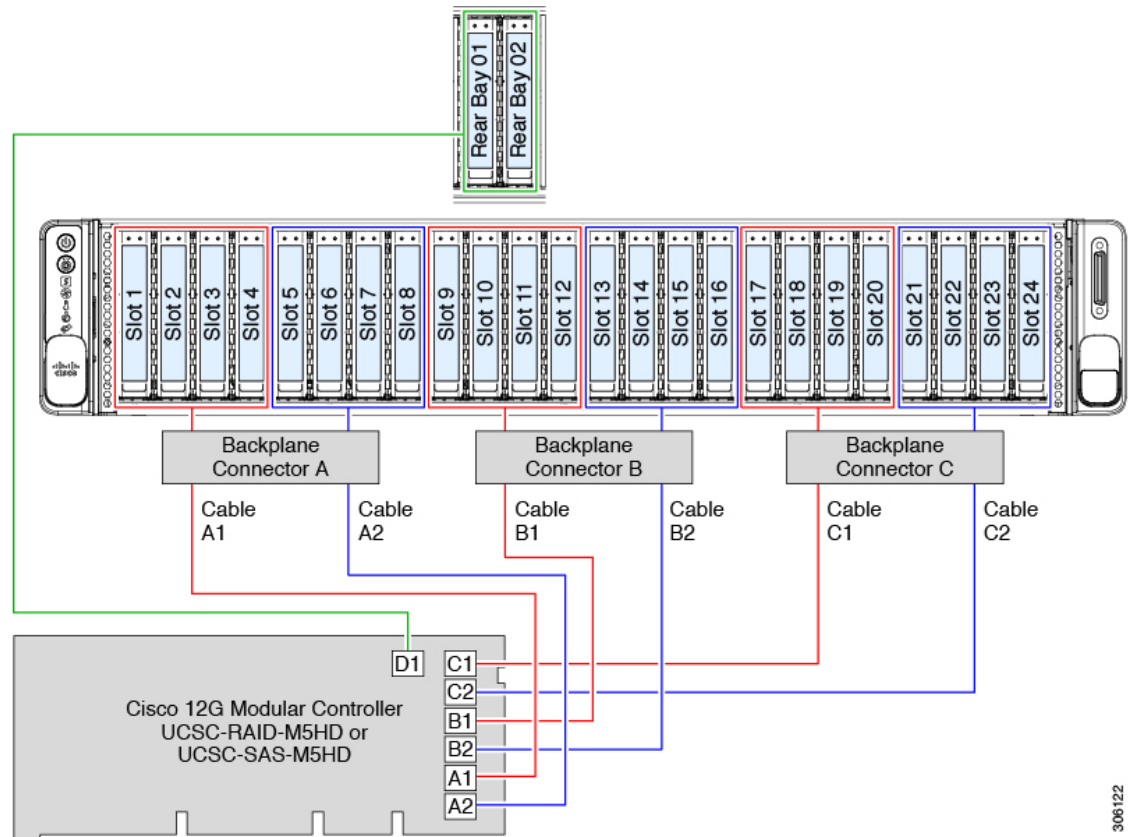 Rear Bay 01
Rear Bay 02
Slot 1
Slot 2
Slot 3
Slot 4
Slot 5
Slot 6
Slot 7
Slot 8
Slot 9
Slot 10
Slot 11
Slot 12
Slot 13
Slot 14
Slot 15
Slot 16
Slot 17
Slot 18
Slot 19
Slot 20
Slot 21
Slot 22
Slot 23
Slot 24
CISCO
Backplane
Connector A
Backplane
Connector B
Backplane
Connector C
Cable
A1
Cable
A2
Cable
B1
Cable
B2
Cable
C1
Cable
C2
D1
C1
C2
B1
B2
A1
A2
Cisco 12G Modular Controller
UCSC-RAID-M5HD or
UCSC-SAS-M5HD
306122